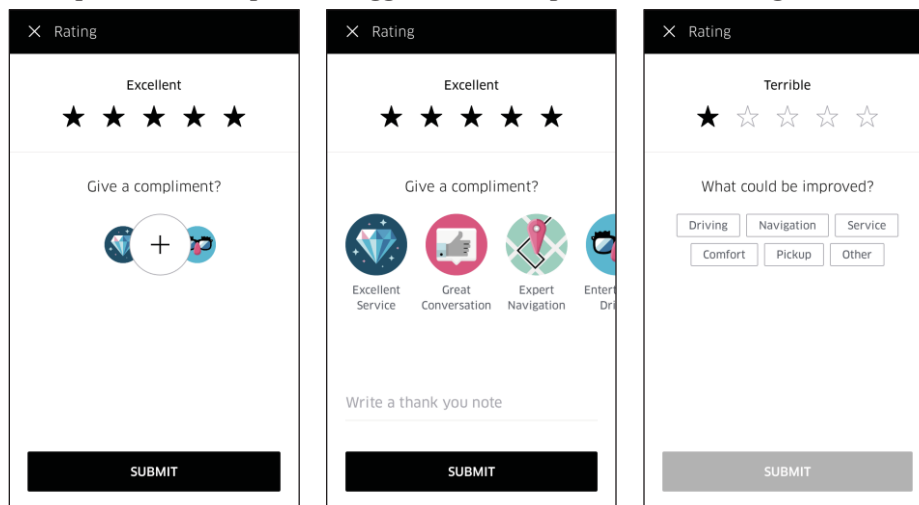 Rating
Excellent
Give a compliment?
SUBMIT
Rating
Excellent
Give a compliment?
Excellent
Service
Great
Conversation
Expert
Navigation
Write a thank you note
SUBMIT
Rating
Terrible
What could be improved?
Driving Navigation Service
Comfort Pickup Other
SUBMIT